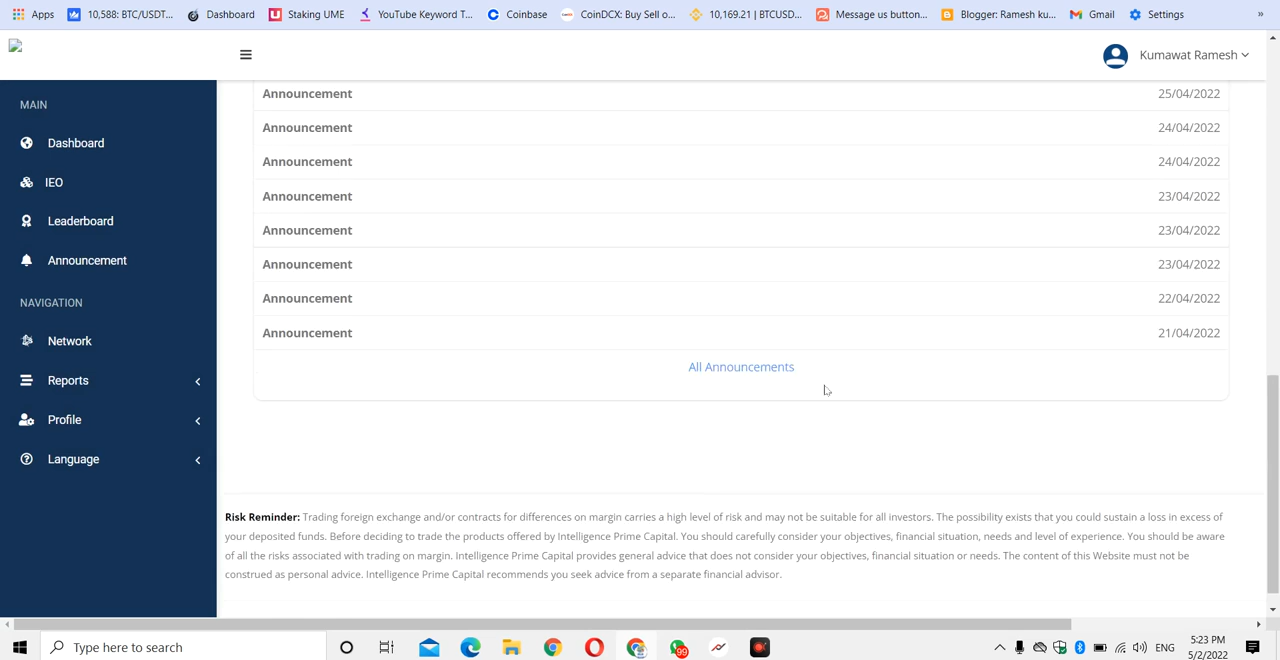 Apps 10,588: BTC/USDT... Dashboard Staking UME YouTube Keyword T... Coinbase CoinDCX: Buy Sell o... 10,169.21 | BTCUSD... Message us button... Blogger: Ramesh ku... Gmail Settings »
Kumawat Ramesh
MAIN
Dashboard
IEO
Leaderboard
Announcement
NAVIGATION
Network
Reports
Profile
Language
Announcement 25/04/2022
Announcement 24/04/2022
Announcement 24/04/2022
Announcement 23/04/2022
Announcement 23/04/2022
Announcement 23/04/2022
Announcement 22/04/2022
Announcement 21/04/2022
All Announcements
Risk Reminder: Trading foreign exchange and/or contracts for differences on margin carries a high level of risk and may not be suitable for all investors. The possibility exists that you could sustain a loss in excess of
your deposited funds. Before deciding to trade the products offered by Intelligence Prime Capital. You should carefully consider your objectives, financial situation, needs and level of experience. You should be aware
of all the risks associated with trading on margin. Intelligence Prime Capital provides general advice that does not consider your objectives, financial situation or needs. The content of this Website must not be
construed as personal advice. Intelligence Prime Capital recommends you seek advice from a separate financial advisor.
Type here to search
99
ENG
5:23 PM
5/2/2022